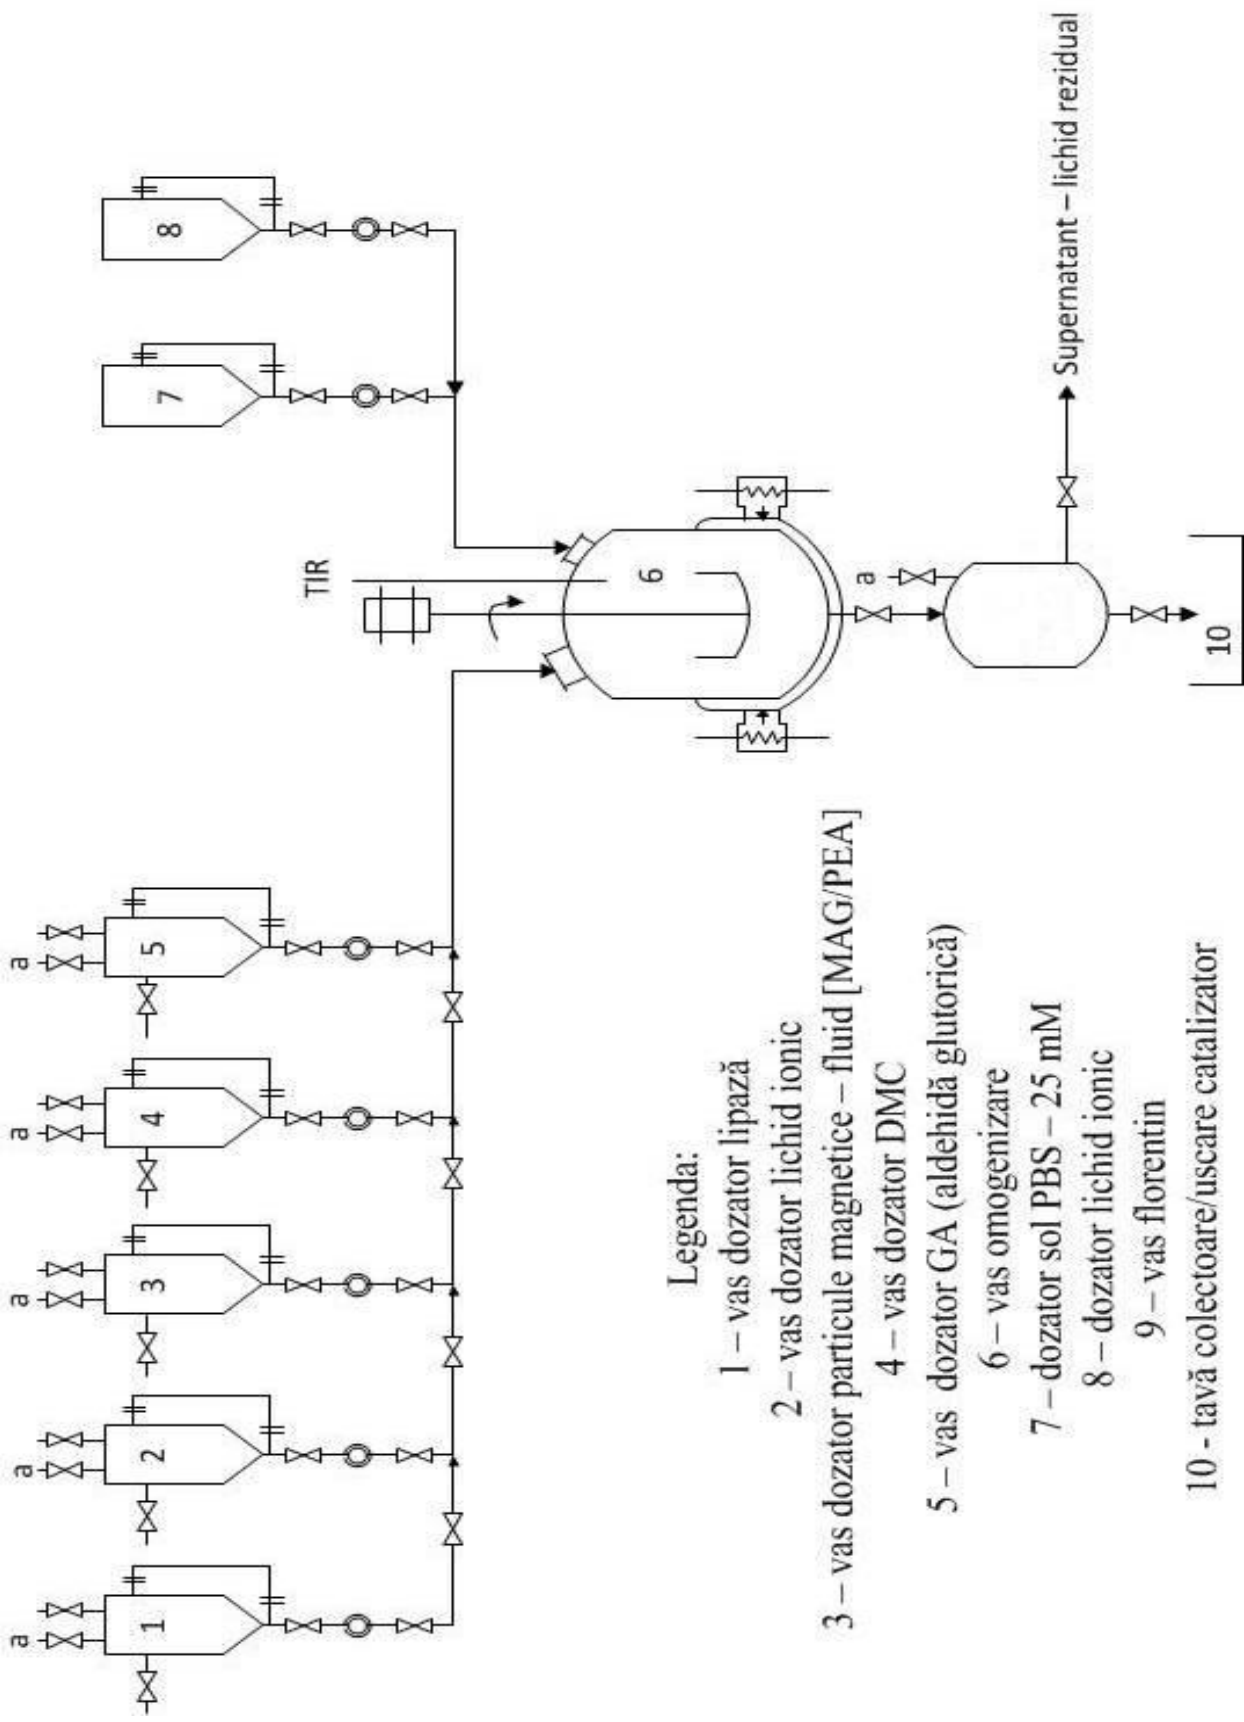 a
a
a
a
a
1
2
3
4
5
7
8
TIR
6
a
Supernatant – lichid rezidual
10
Legenda:
1 – vas dozator lipază
2 – vas dozator lichid ionic
3 – vas dozator particule magnetice – fluid [MAG/PEA]
4 – vas dozator DMC
5 – vas dozator GA (aldehidă glutorică)
6 – vas omogenizare
7 – dozator sol PBS – 25 mM
8 – dozator lichid ionic
9 – vas florentin
10 - tavă colectoare/uscare catalizator